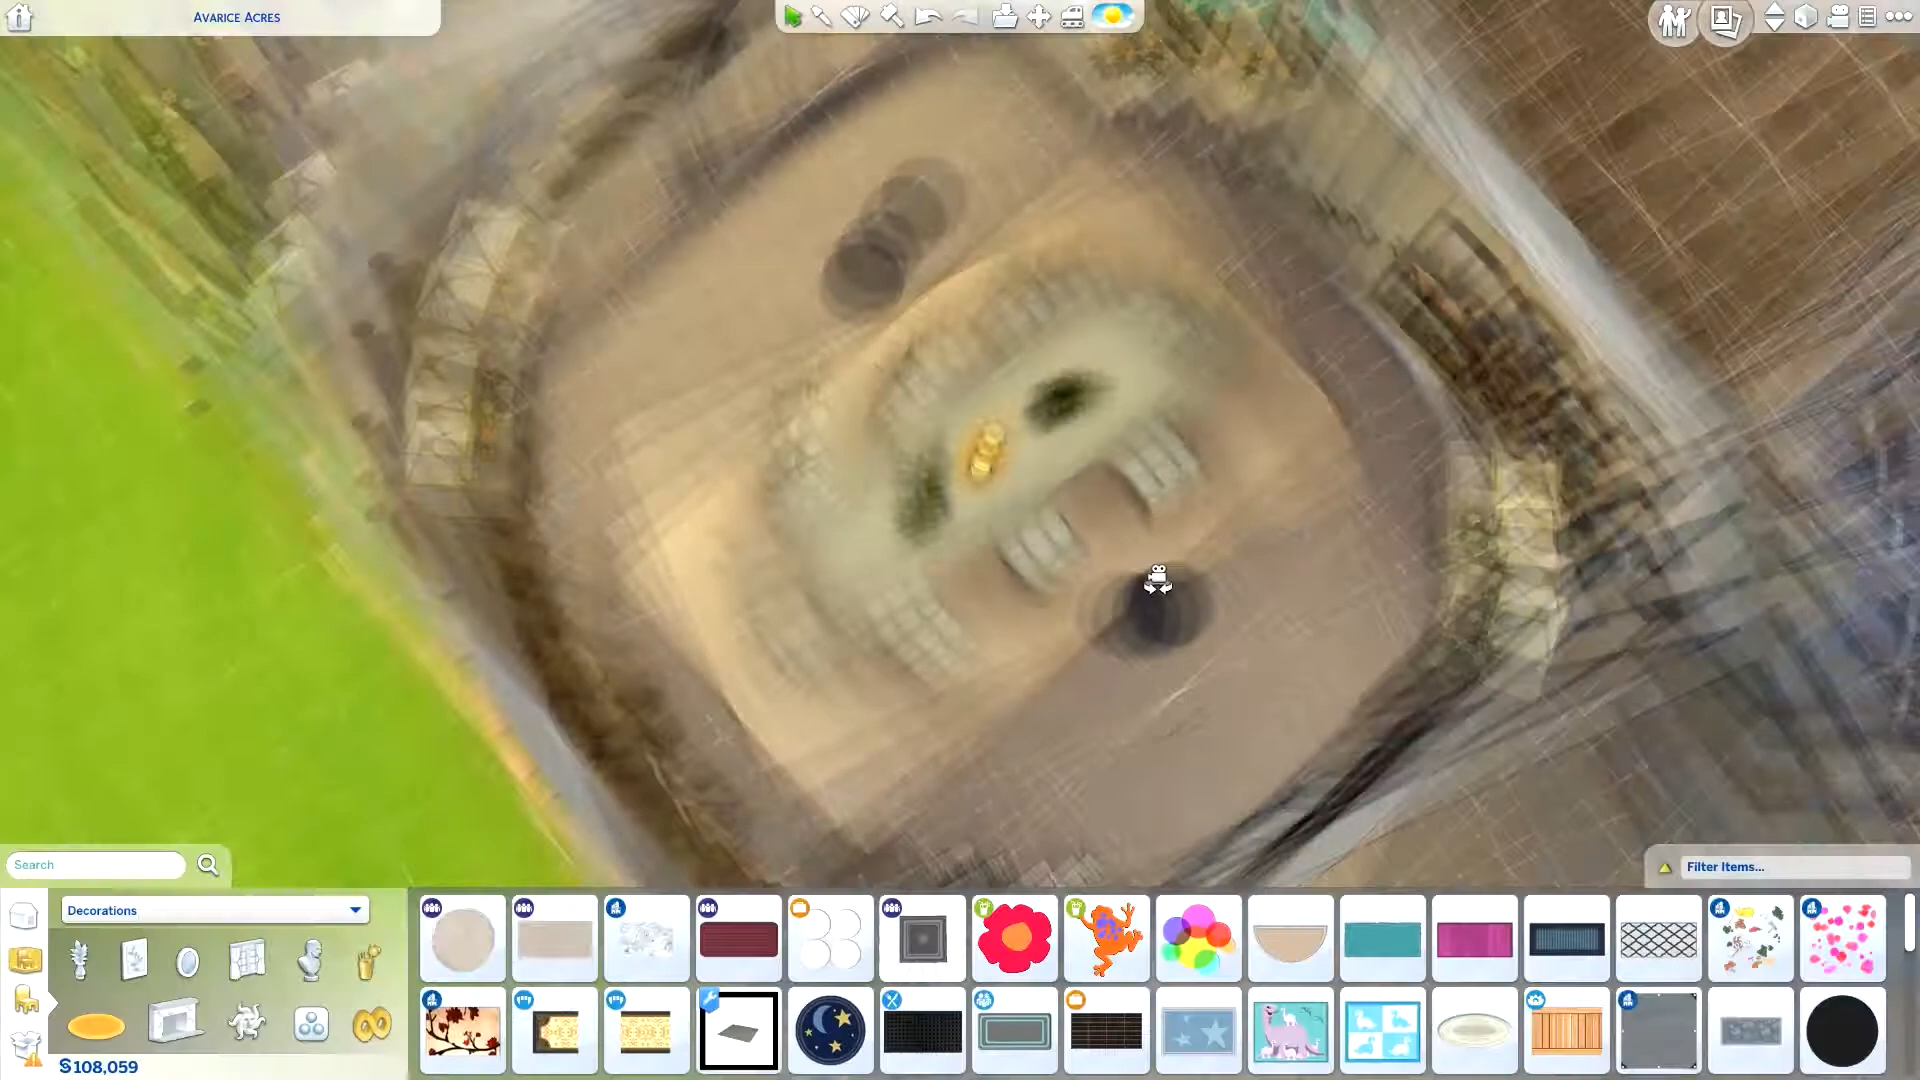 Avarice Acres
Search
Filter Items...
Decorations
§108,059